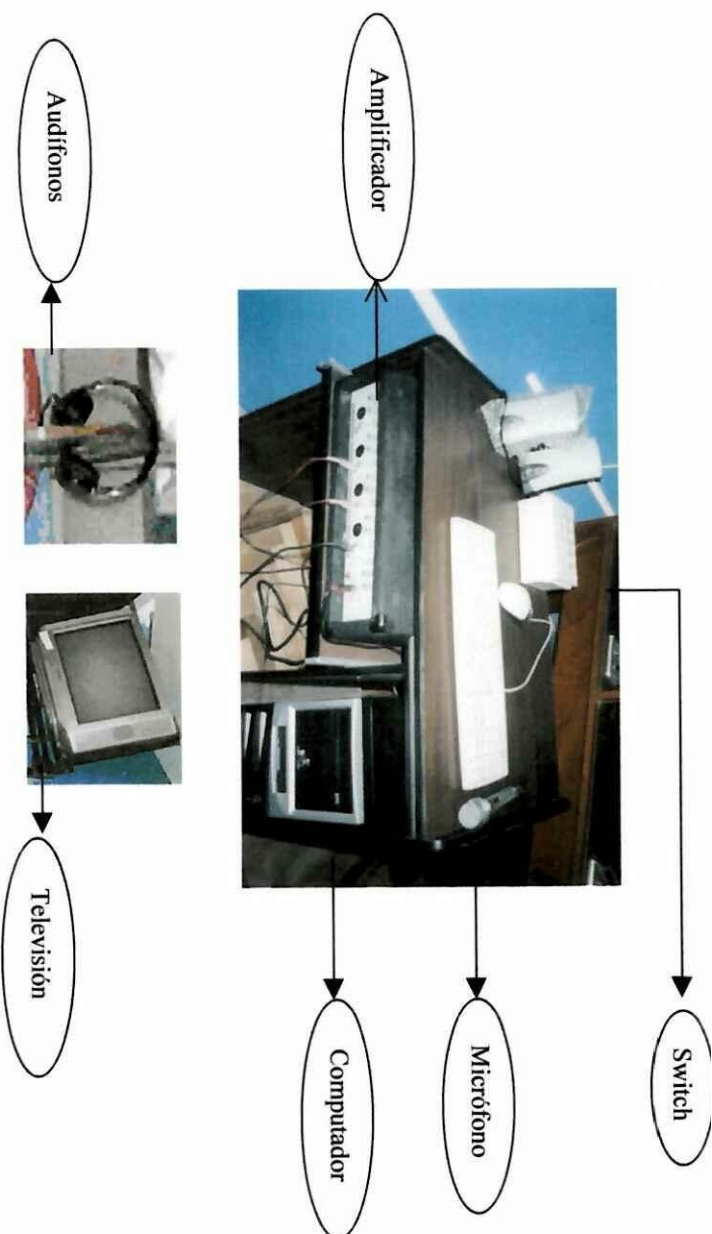 Switch
Micrófono
Amplificador
Computador
Audífonos
Televisión